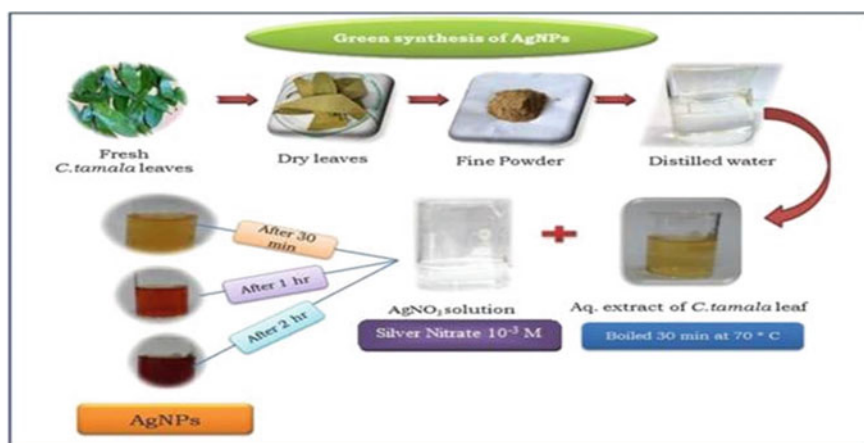 Green synthesis of AgNPs
Fresh
C.tamala leaves
Dry leaves
Fine Powder
Distilled water
After 30
min
After 1 hr
After 2 hr
AgNO₃ solution
Silver Nitrate 10⁻³ M
Aq. extract of C.tamala leaf
Boiled 30 min at 70 ° C
AgNPs